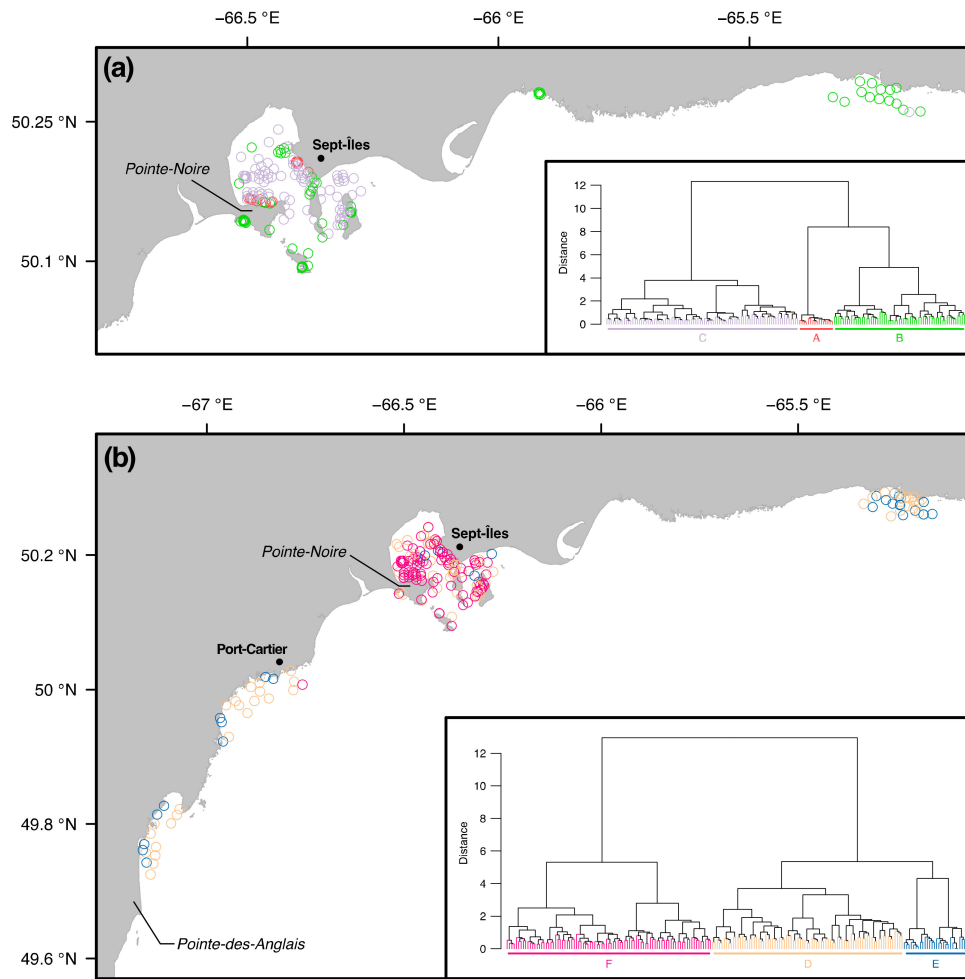 −66.5 °E −66 °E −65.5 °E
(a)
50.25 °N
Sept-Îles
Pointe-Noire
50.1 °N
Distance
12
10
8
6
4
2
0
C A B
−67 °E −66.5 °E −66 °E −65.5 °E
(b)
Sept-Îles
50.2 °N
Pointe-Noire
Port-Cartier
50 °N
49.8 °N
Distance
12
10
8
6
4
2
0
Pointe-des-Anglais
49.6 °N
F D E